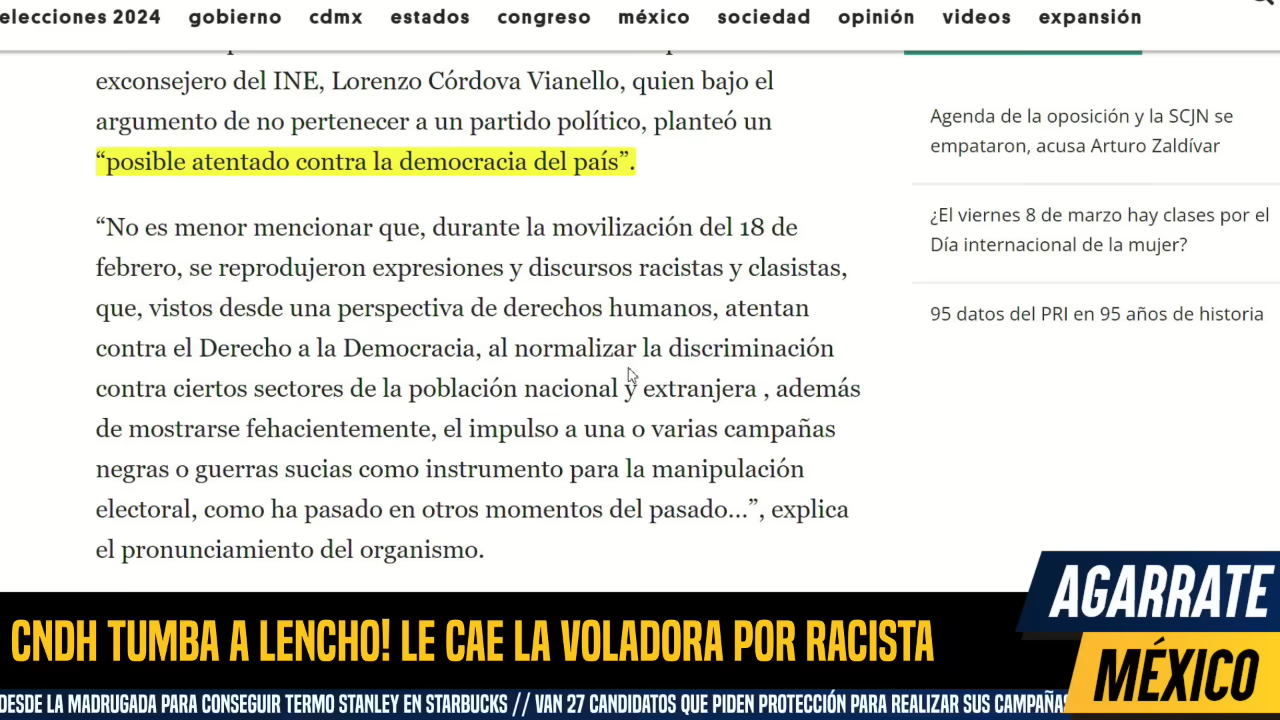 elecciones 2024 gobierno cdmx estados congreso méxico sociedad opinión videos expansión
exconsejero del INE, Lorenzo Córdova Vianello, quien bajo el
argumento de no pertenecer a un partido político, planteó un
“posible atentado contra la democracia del país”.
“No es menor mencionar que, durante la movilización del 18 de
febrero, se reprodujeron expresiones y discursos racistas y clasistas,
que, vistos desde una perspectiva de derechos humanos, atentan
contra el Derecho a la Democracia, al normalizar la discriminación
contra ciertos sectores de la población nacional y extranjera , además
de mostrarse fehacientemente, el impulso a una o varias campañas
negras o guerras sucias como instrumento para la manipulación
electoral, como ha pasado en otros momentos del pasado...”, explica
el pronunciamiento del organismo.
Agenda de la oposición y la SCJN se
empataron, acusa Arturo Zaldívar
¿El viernes 8 de marzo hay clases por el
Día internacional de la mujer?
95 datos del PRI en 95 años de historia
CNDH TUMBA A LENCHO! LE CAE LA VOLADORA POR RACISTA
AGARRATE
MÉXICO
DESDE LA MADRUGADA PARA CONSEGUIR TERMO STANLEY EN STARBUCKS // VAN 27 CANDIDATOS QUE PIDEN PROTECCIÓN PARA REALIZAR SUS CAMPAÑAS